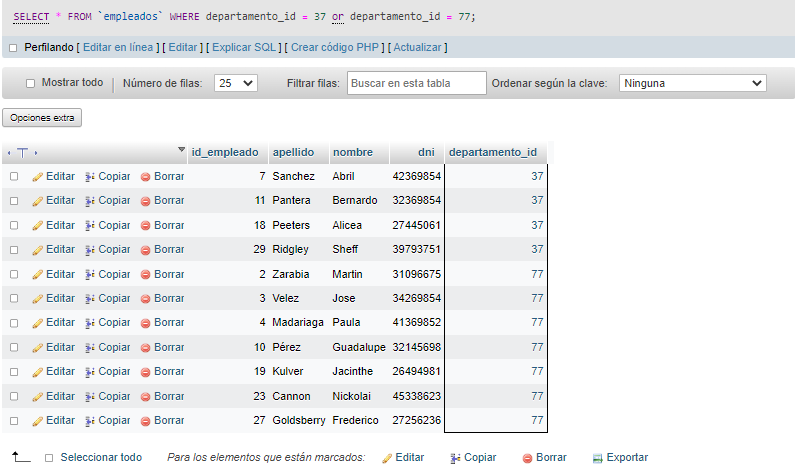 SELECT * FROM `empleados` WHERE departamento_id = 37 or departamento_id = 77;
Perfilando [ Editar en línea ] [ Editar ] [ Explicar SQL ] [ Crear código PHP ] [ Actualizar ]
Mostrar todo Número de filas: 25 Filtrar filas: Buscar en esta tabla Ordenar según la clave: Ninguna
Opciones extra
id_empleado apellido nombre dni departamento_id
Editar Copiar Borrar 7 Sanchez Abril 42369854 37
Editar Copiar Borrar 11 Pantera Bernardo 32369854 37
Editar Copiar Borrar 18 Peeters Alicea 27445061 37
Editar Copiar Borrar 29 Ridgley Sheff 39793751 37
Editar Copiar Borrar 2 Zarabia Martin 31096675 77
Editar Copiar Borrar 3 Velez Jose 34269854 77
Editar Copiar Borrar 4 Madariaga Paula 41369852 77
Editar Copiar Borrar 10 Pérez Guadalupe 32145698 77
Editar Copiar Borrar 19 Kulver Jacinthe 26494981 77
Editar Copiar Borrar 23 Cannon Nickolai 45338623 77
Editar Copiar Borrar 27 Goldsberry Frederico 27256236 77
Seleccionar todo Para los elementos que están marcados: Editar Copiar Borrar Exportar